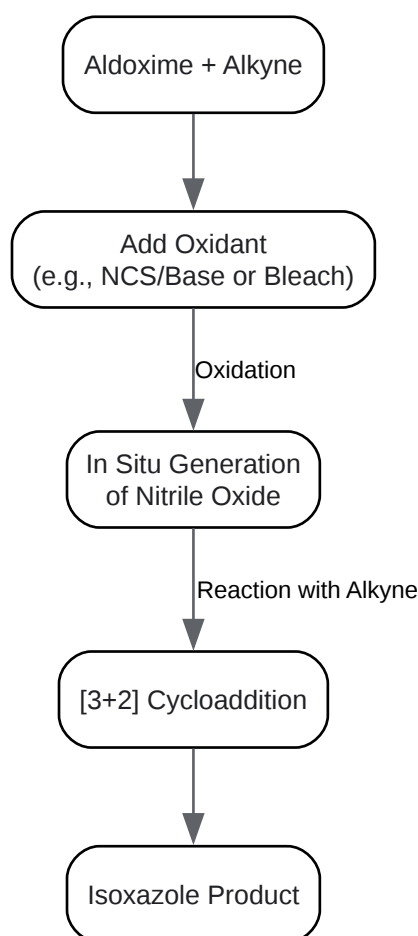 Aldoxime + Alkyne
Add Oxidant
(e.g., NCS/Base or Bleach)
Oxidation
In Situ Generation
of Nitrile Oxide
Reaction with Alkyne
[3+2] Cycloaddition
Isoxazole Product